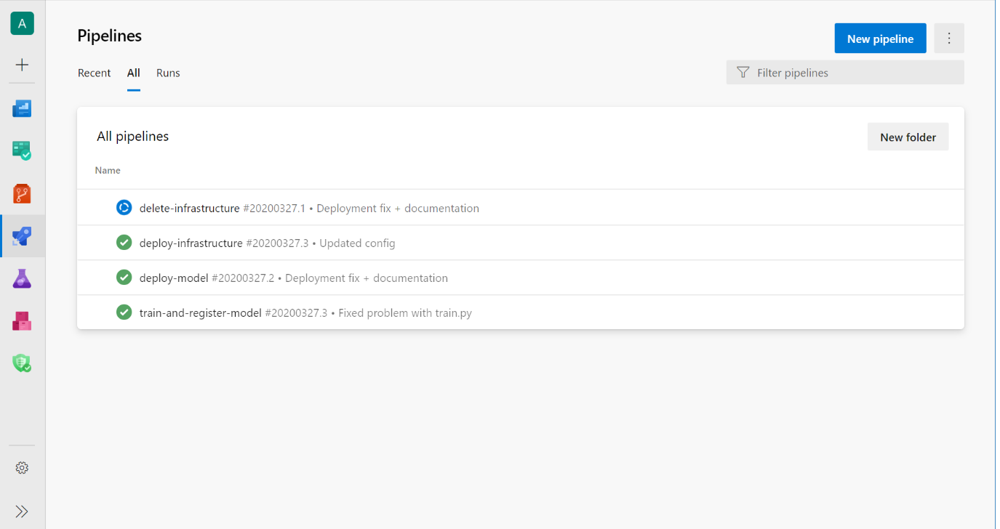 A
Pipelines
New pipeline
Recent All Runs
Filter pipelines
All pipelines
New folder
Name
delete-infrastructure #20200327.1 • Deployment fix + documentation
deploy-infrastructure #20200327.3 • Updated config
deploy-model #20200327.2 • Deployment fix + documentation
train-and-register-model #20200327.3 • Fixed problem with train.py